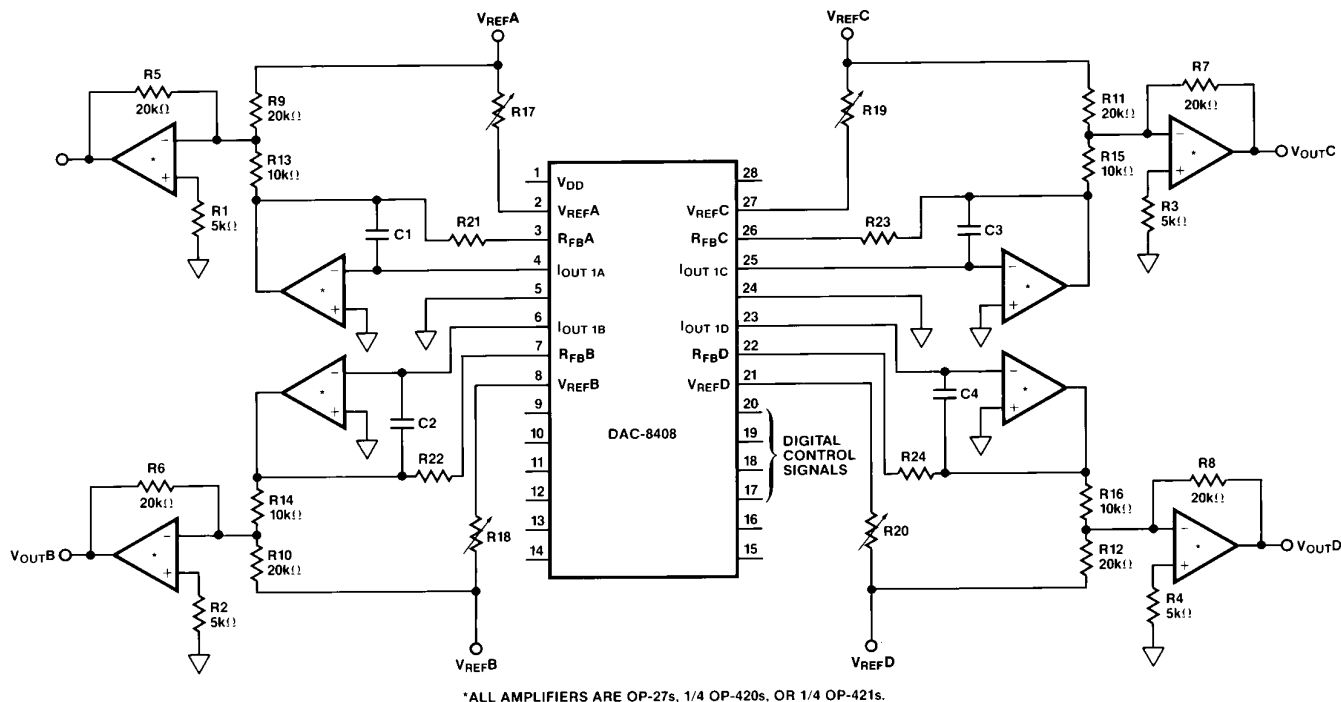 VREFA
VREFC
R5
20kΩ
R9
20kΩ
R17
R19
R11
20kΩ
R7
20kΩ
-
*
+
R13
10kΩ
R15
10kΩ
-
*
+
VOUTC
R1
5kΩ
R3
5kΩ
C1
R21
R23
C3
-
*
+
-
*
+
1
VDD
28
2
VREFA
VREFC
27
3
RFBA
RFBC
26
4
IOUT 1A
IOUT 1C
25
5
24
6
IOUT 1B
IOUT 1D
23
7
RFBB
RFBD
22
8
VREFB
VREFD
21
9
20
10
DAC-8408
19
11
18
12
17
13
16
14
15
DIGITAL
CONTROL
SIGNALS
-
*
+
C2
R22
-
*
+
C4
R24
R6
20kΩ
R14
10kΩ
R18
R20
R16
10kΩ
R8
20kΩ
VOUTB
-
*
+
R10
20kΩ
R12
20kΩ
-
*
+
VOUTD
R2
5kΩ
R4
5kΩ
VREFB
VREFD
*ALL AMPLIFIERS ARE OP-27s, 1/4 OP-420s, OR 1/4 OP-421s.